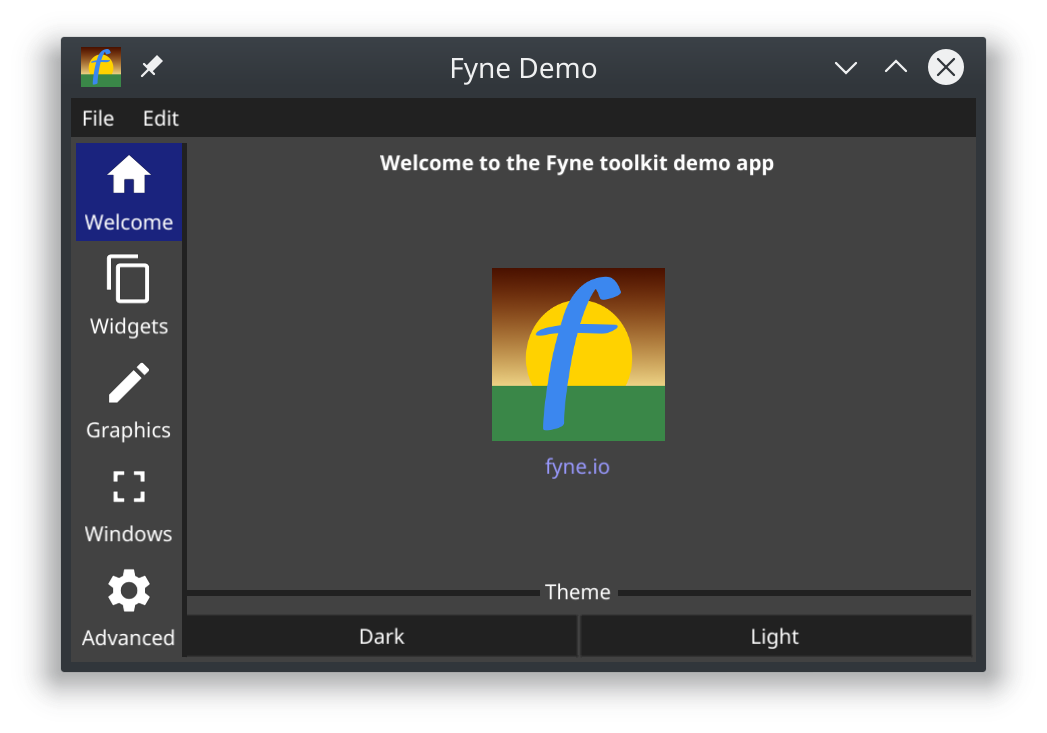 Fyne Demo
File Edit
Welcome to the Fyne toolkit demo app
Welcome
Widgets
Graphics
Windows
Advanced
f
fyne.io
Theme
Dark Light